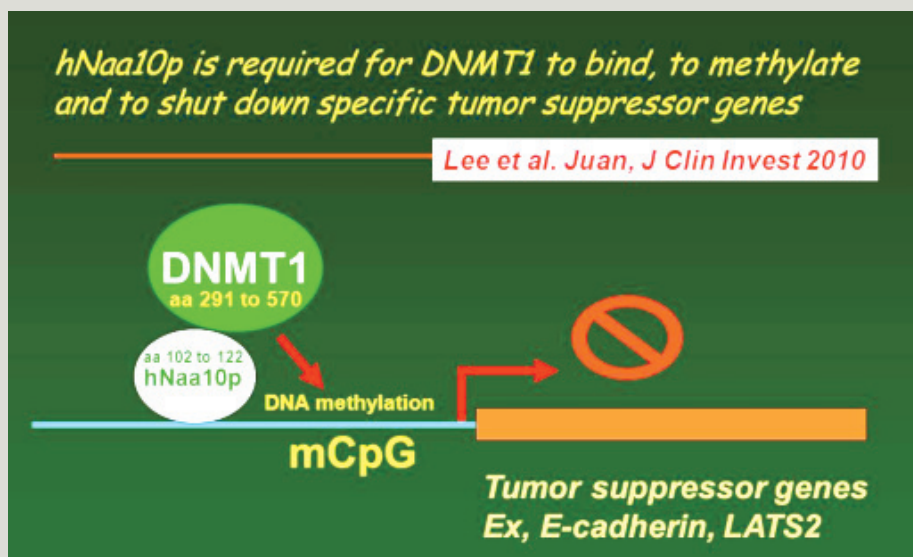 hNaa10p is required for DNMT1 to bind, to methylate
and to shut down specific tumor suppressor genes
Lee et al. Juan, J Clin Invest 2010
DNMT1
aa 291 to 570
aa 102 to 122
hNaa10p
DNA methylation
mCpG
Tumor suppressor genes
Ex, E-cadherin, LATS2